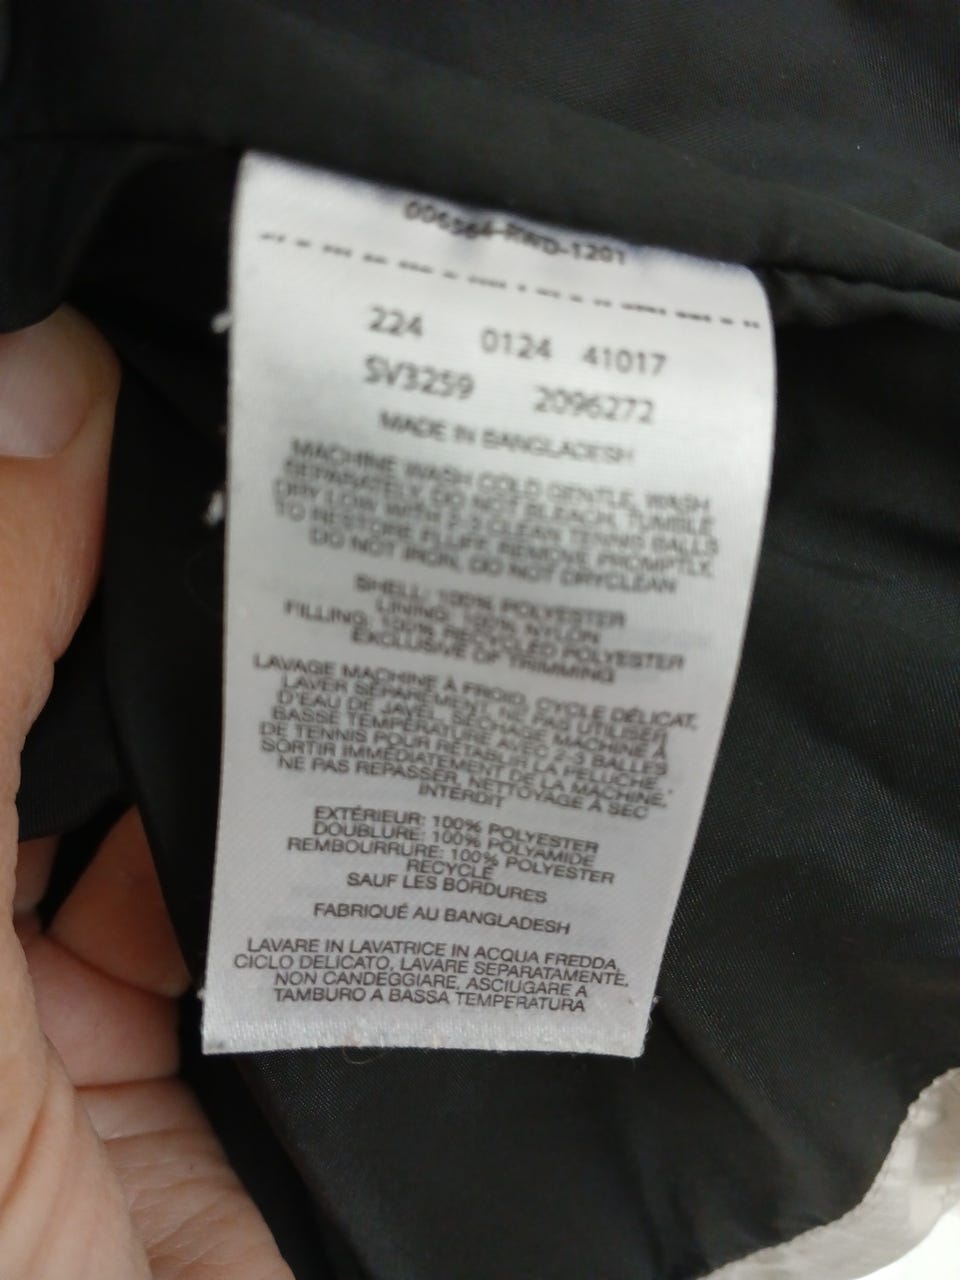 -RWD-1201
224 0124 41017
SV3259 2096272
MADE IN BANGLADESH
MACHINE WASH COLD GENTLE, WASH
SEPARATELY, DO NOT BLEACH, TUMBLE
DRY LOW WITH 2-3 CLEAN TENNIS BALLS
TO RESTORE FLUFF, REMOVE PROMPTLY,
DO NOT IRON, DO NOT DRYCLEAN
SHELL: 100% POLYESTER
LINING: 100% NYLON
FILLING: 100% RECYCLED POLYESTER
EXCLUSIVE OF TRIMMING
LAVAGE MACHINE À FROID, CYCLE DÉLICAT,
LAVER SÉPARÉMENT, NE PAS UTILISER
D'EAU DE JAVEL, SÉCHAGE MACHINE À
BASSE TEMPÉRATURE AVEC 2-3 BALLES
DE TENNIS POUR RÉTABLIR LA PELUCHE,
SORTIR IMMÉDIATEMENT DE LA MACHINE,
NE PAS REPASSER, NETTOYAGE À SEC
INTERDIT
EXTÉRIEUR: 100% POLYESTER
DOUBLURE: 100% POLYAMIDE
REMBOURRURE: 100% POLYESTER
RECYCLÉ
SAUF LES BORDURES
FABRIQUÉ AU BANGLADESH
LAVARE IN LAVATRICE IN ACQUA FREDDA,
CICLO DELICATO, LAVARE SEPARATAMENTE,
NON CANDEGGIARE, ASCIUGARE A
TAMBURO A BASSA TEMPERATURA